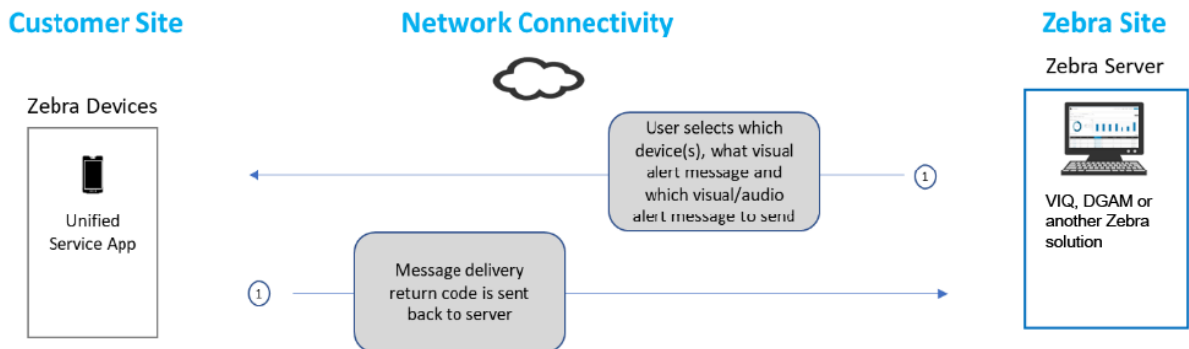 Customer Site
Network Connectivity
Zebra Site
Zebra Server
Zebra Devices
Unified
Service App
User selects which
device(s), what visual
alert message and
which visual/audio
alert message to send
1
VIQ, DGAM or
another Zebra
solution
1
Message delivery
return code is sent
back to server